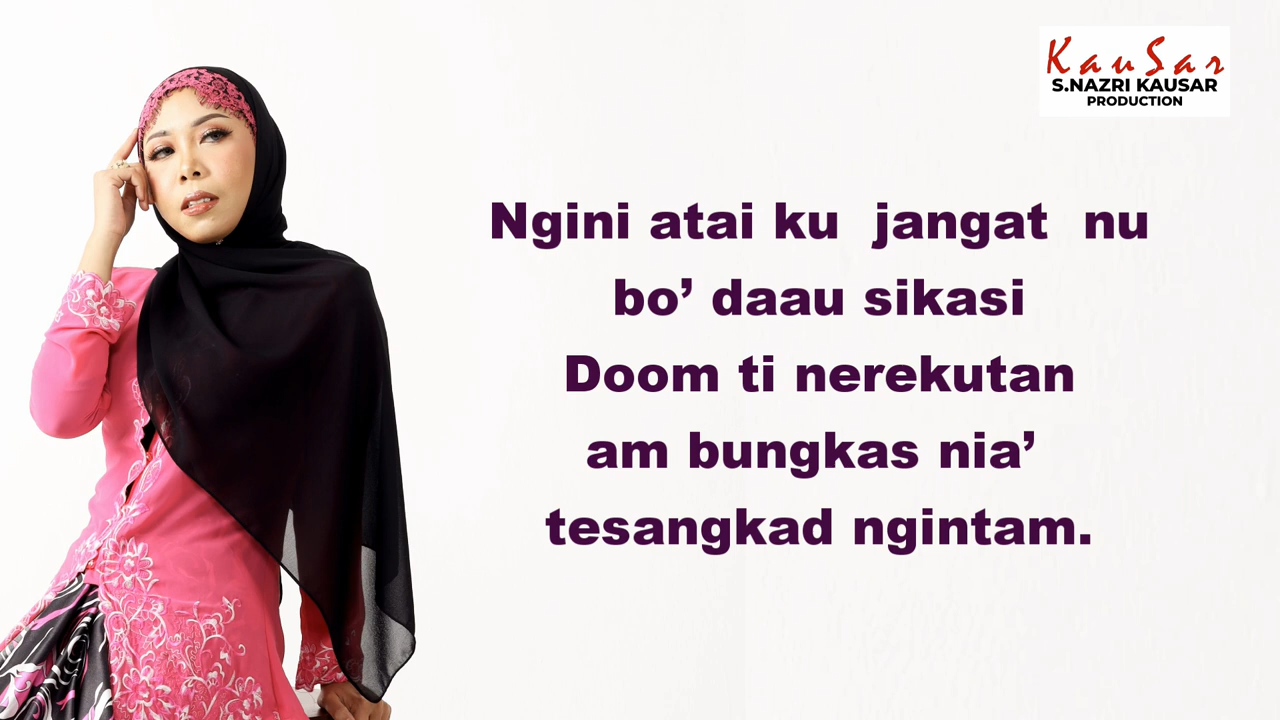 KauSar
S.NAZRI KAUSAR
PRODUCTION
Ngini atai ku jangat nu
bo’ daau sikasi
Doom ti nerekutan
am bungkas nia’
tesangkad ngintam.